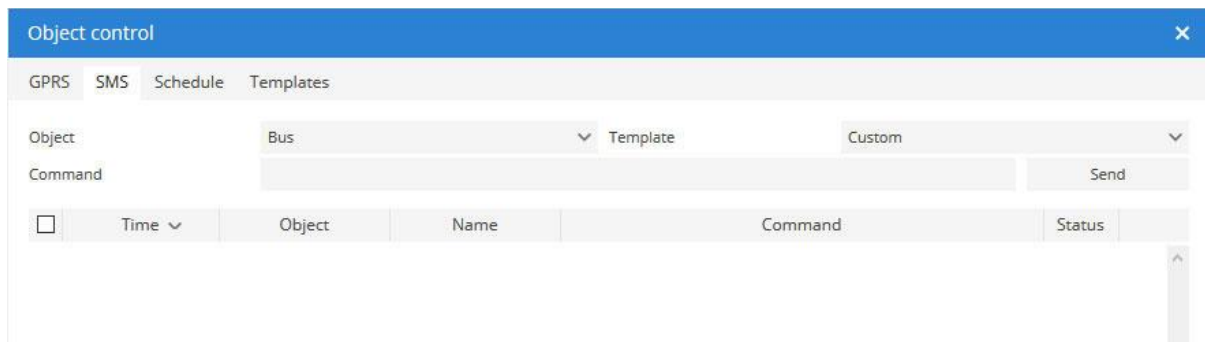 Object control
GPRS SMS Schedule Templates
Object Bus Template Custom
Command Send
Time Object Name Command Status